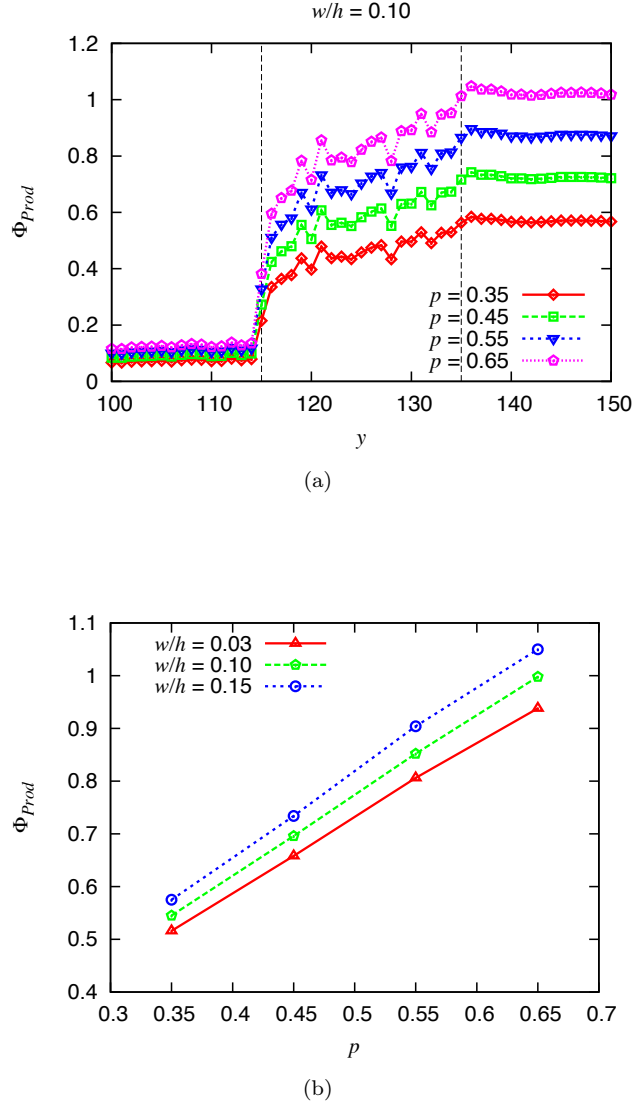 w/h = 0.10
Φ_Prod
1.2
1
0.8
0.6
0.4
0.2
0
p = 0.35
p = 0.45
p = 0.55
p = 0.65
100 110 120 130 140 150
y
(a)
Φ_Prod
1.1
1
0.9
0.8
0.7
0.6
0.5
0.4
w/h = 0.03
w/h = 0.10
w/h = 0.15
0.3 0.35 0.4 0.45 0.5 0.55 0.6 0.65 0.7
p
(b)